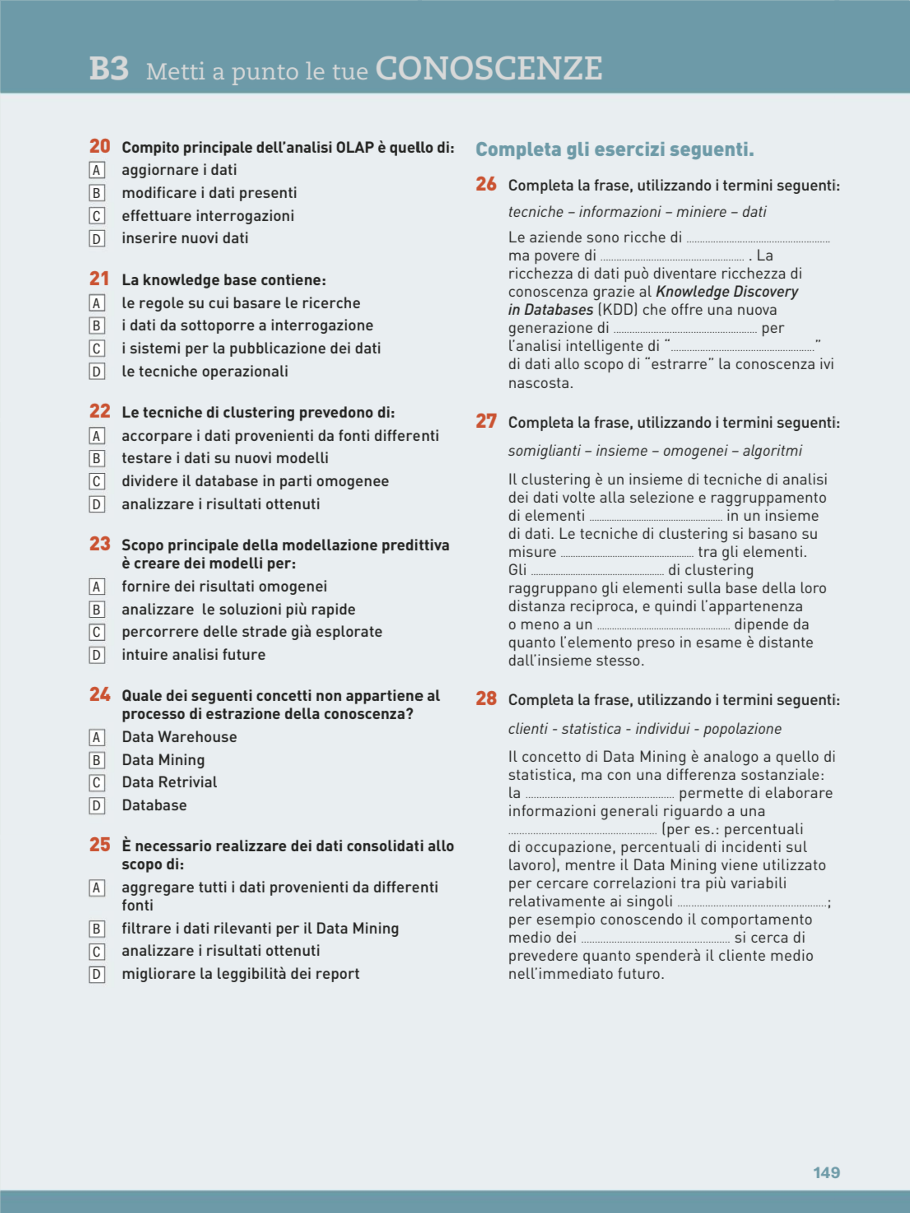 B3 Metti a punto le tue CONOSCENZE
20 Compito principale dell'analisi OLAP è quello di:
A aggiornare i dati
B modificare i dati presenti
C effettuare interrogazioni
D inserire nuovi dati
21 La knowledge base contiene:
A le regole su cui basare le ricerche
B i dati da sottoporre a interrogazione
C i sistemi per la pubblicazione dei dati
D le tecniche operazionali
22 Le tecniche di clustering prevedono di:
A accorpare i dati provenienti da fonti differenti
B testare i dati su nuovi modelli
C dividere il database in parti omogenee
D analizzare i risultati ottenuti
23 Scopo principale della modellazione predittiva
è creare dei modelli per:
A fornire dei risultati omogenei
B analizzare le soluzioni più rapide
C percorrere delle strade già esplorate
D intuire analisi future
24 Quale dei seguenti concetti non appartiene al
processo di estrazione della conoscenza?
A Data Warehouse
B Data Mining
C Data Retrivial
D Database
25 È necessario realizzare dei dati consolidati allo
scopo di:
A aggregare tutti i dati provenienti da differenti
fonti
B filtrare i dati rilevanti per il Data Mining
C analizzare i risultati ottenuti
D migliorare la leggibilità dei report
Completa gli esercizi seguenti.
26 Completa la frase, utilizzando i termini seguenti:
tecniche – informazioni – miniere – dati
Le aziende sono ricche di ..........
ma povere di .......... . La
ricchezza di dati può diventare ricchezza di
conoscenza grazie al Knowledge Discovery
in Databases (KDD) che offre una nuova
generazione di .......... per
l'analisi intelligente di ".........."
di dati allo scopo di "estrarre" la conoscenza ivi
nascosta.
27 Completa la frase, utilizzando i termini seguenti:
somiglianti – insieme – omogenei – algoritmi
Il clustering è un insieme di tecniche di analisi
dei dati volte alla selezione e raggruppamento
di elementi .......... in un insieme
di dati. Le tecniche di clustering si basano su
misure .......... tra gli elementi.
Gli .......... di clustering
raggruppano gli elementi sulla base della loro
distanza reciproca, e quindi l'appartenenza
o meno a un .......... dipende da
quanto l'elemento preso in esame è distante
dall'insieme stesso.
28 Completa la frase, utilizzando i termini seguenti:
clienti - statistica - individui - popolazione
Il concetto di Data Mining è analogo a quello di
statistica, ma con una differenza sostanziale:
la .......... permette di elaborare
informazioni generali riguardo a una
.......... (per es.: percentuali
di occupazione, percentuali di incidenti sul
lavoro), mentre il Data Mining viene utilizzato
per cercare correlazioni tra più variabili
relativamente ai singoli ..........;
per esempio conoscendo il comportamento
medio dei .......... si cerca di
prevedere quanto spenderà il cliente medio
nell'immediato futuro.
149